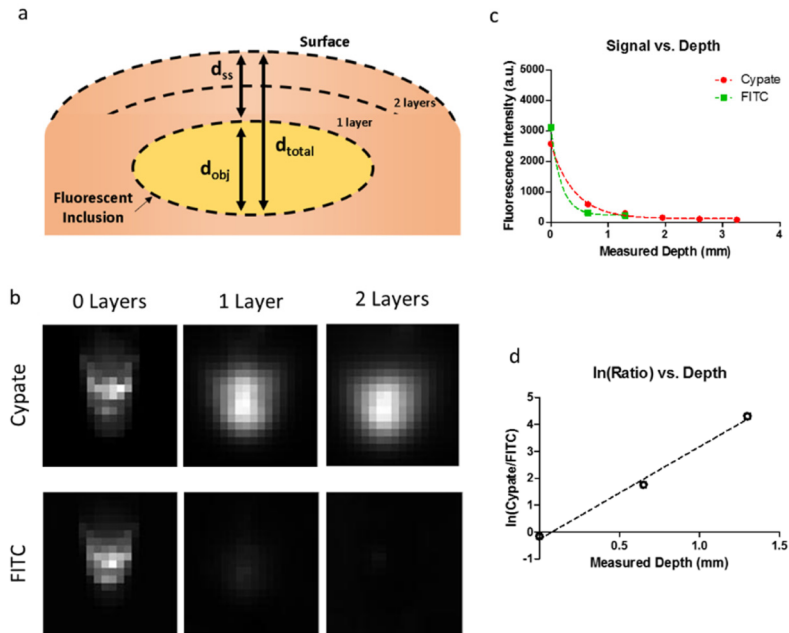 a
Surface
dss
2 layers
1 layer
dtotal
dobj
Fluorescent
Inclusion
b
0 Layers
1 Layer
2 Layers
Cypate
FITC
c
Signal vs. Depth
Fluorescence Intensity (a.u.)
5000
4000
3000
2000
1000
0
0
1
2
3
4
Measured Depth (mm)
Cypate
FITC
d
ln(Ratio) vs. Depth
ln(Cypate/FITC)
5
4
3
2
1
0
-1
0.5
1.0
1.5
Measured Depth (mm)